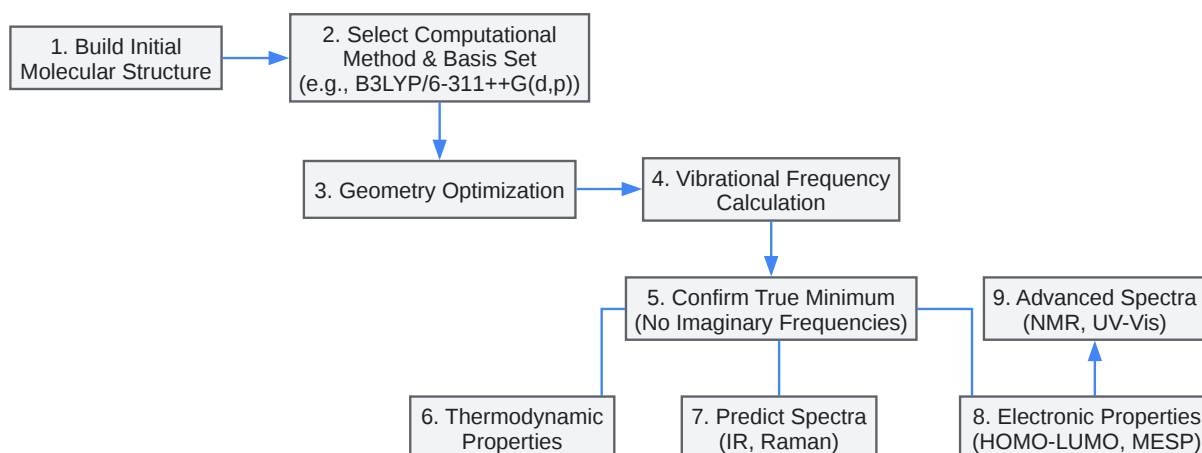 1. Build Initial
Molecular Structure
2. Select Computational
Method & Basis Set
(e.g., B3LYP/6-311++G(d,p))
3. Geometry Optimization
4. Vibrational Frequency
Calculation
5. Confirm True Minimum
(No Imaginary Frequencies)
9. Advanced Spectra
(NMR, UV-Vis)
6. Thermodynamic
Properties
7. Predict Spectra
(IR, Raman)
8. Electronic Properties
(HOMO-LUMO, MESP)